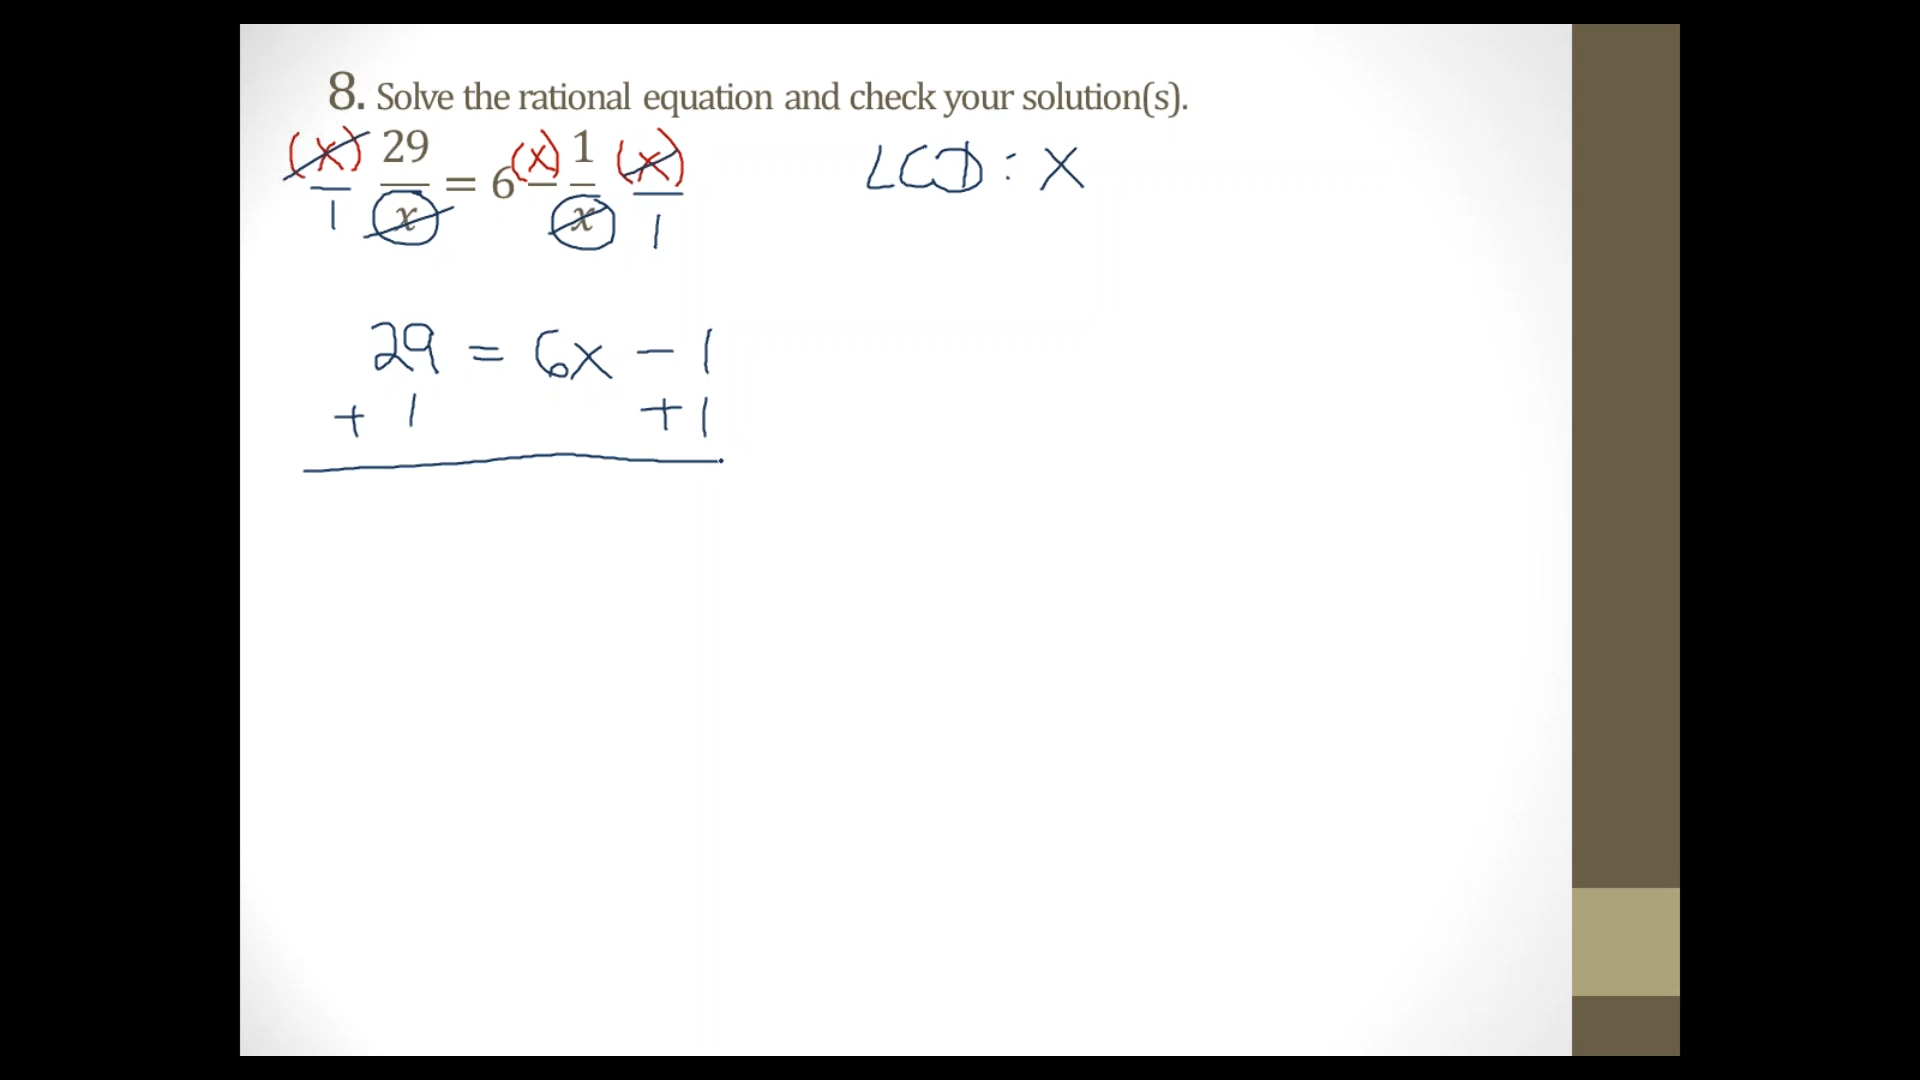 8. Solve the rational equation and check your solution(s).
(x) 29 = 6 (x) − 1 (x)
1 x x 1
LCD : X
29 = 6x − 1
+ 1 + 1